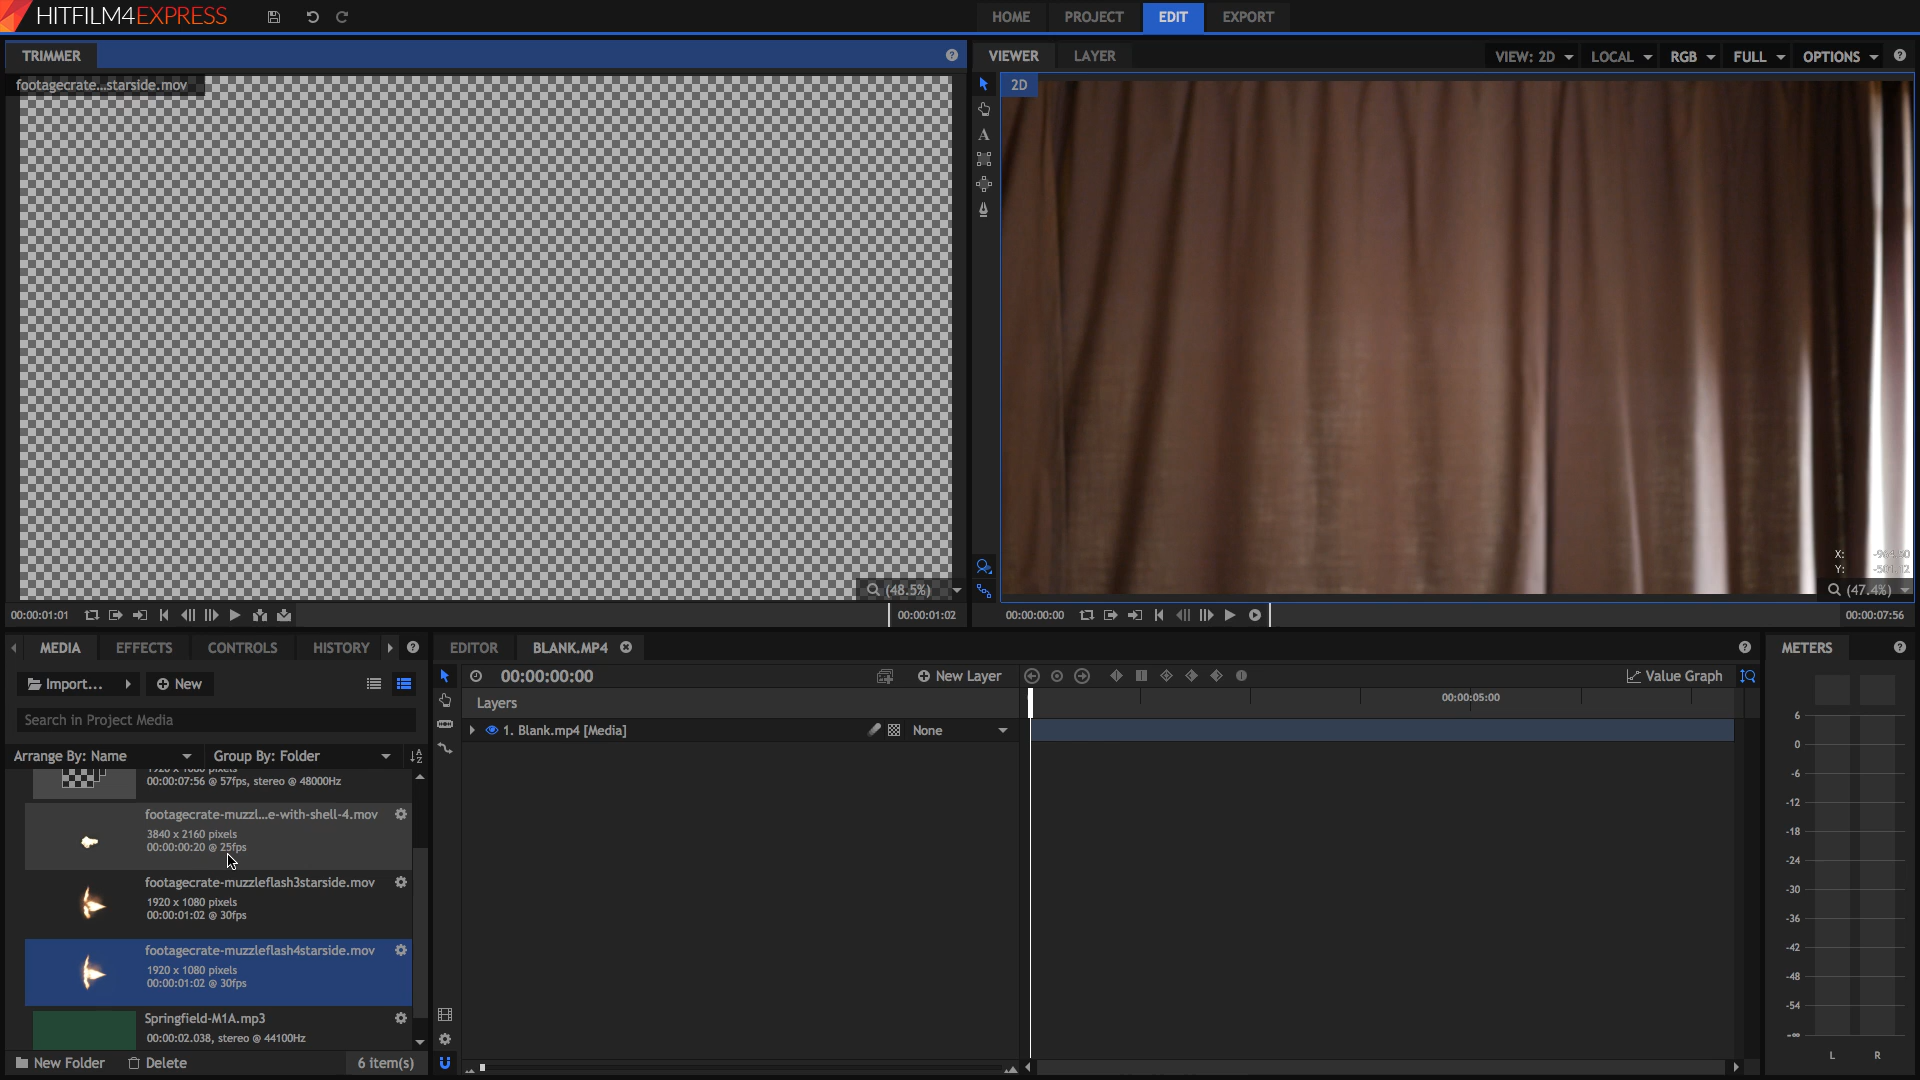 HITFILM4EXPRESS
HOME
PROJECT
EDIT
EXPORT
TRIMMER
VIEWER
LAYER
VIEW: 2D
LOCAL
RGB
FULL
OPTIONS
footagecrate...starside.mov
2D
A
X:
Y:
(48.5%)
(47.4%)
00:00:01:01
00:00:01:02
00:00:00:00
00:00:07:56
MEDIA
EFFECTS
CONTROLS
HISTORY
EDITOR
BLANK.MP4
METERS
Import...
New
00:00:00:00
New Layer
Value Graph
Layers
00:00:05:00
Search in Project Media
1. Blank.mp4 [Media]
None
Arrange By: Name
Group By: Folder
1920 x 1080 pixels
00:00:07:56 @ 57fps, stereo @ 48000Hz
footagecrate-muzzl...e-with-shell-4.mov
3840 x 2160 pixels
00:00:00:20 @ 25fps
footagecrate-muzzleflash3starside.mov
1920 x 1080 pixels
00:00:01:02 @ 30fps
footagecrate-muzzleflash4starside.mov
1920 x 1080 pixels
00:00:01:02 @ 30fps
Springfield-M1A.mp3
00:00:02.038, stereo @ 44100Hz
New Folder
Delete
6 item(s)
6
0
-6
-12
-18
-24
-30
-36
-42
-48
-54
-∞
L
R